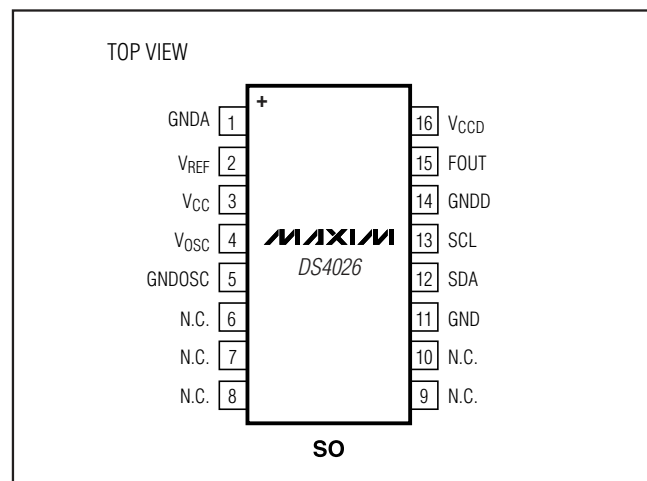 TOP VIEW
+
GNDA 1
VREF 2
VCC 3
VOSC 4
GNDOSC 5
N.C. 6
N.C. 7
N.C. 8
16 VCCD
15 FOUT
14 GNDD
13 SCL
12 SDA
11 GND
10 N.C.
9 N.C.
MAXIM
DS4026
SO